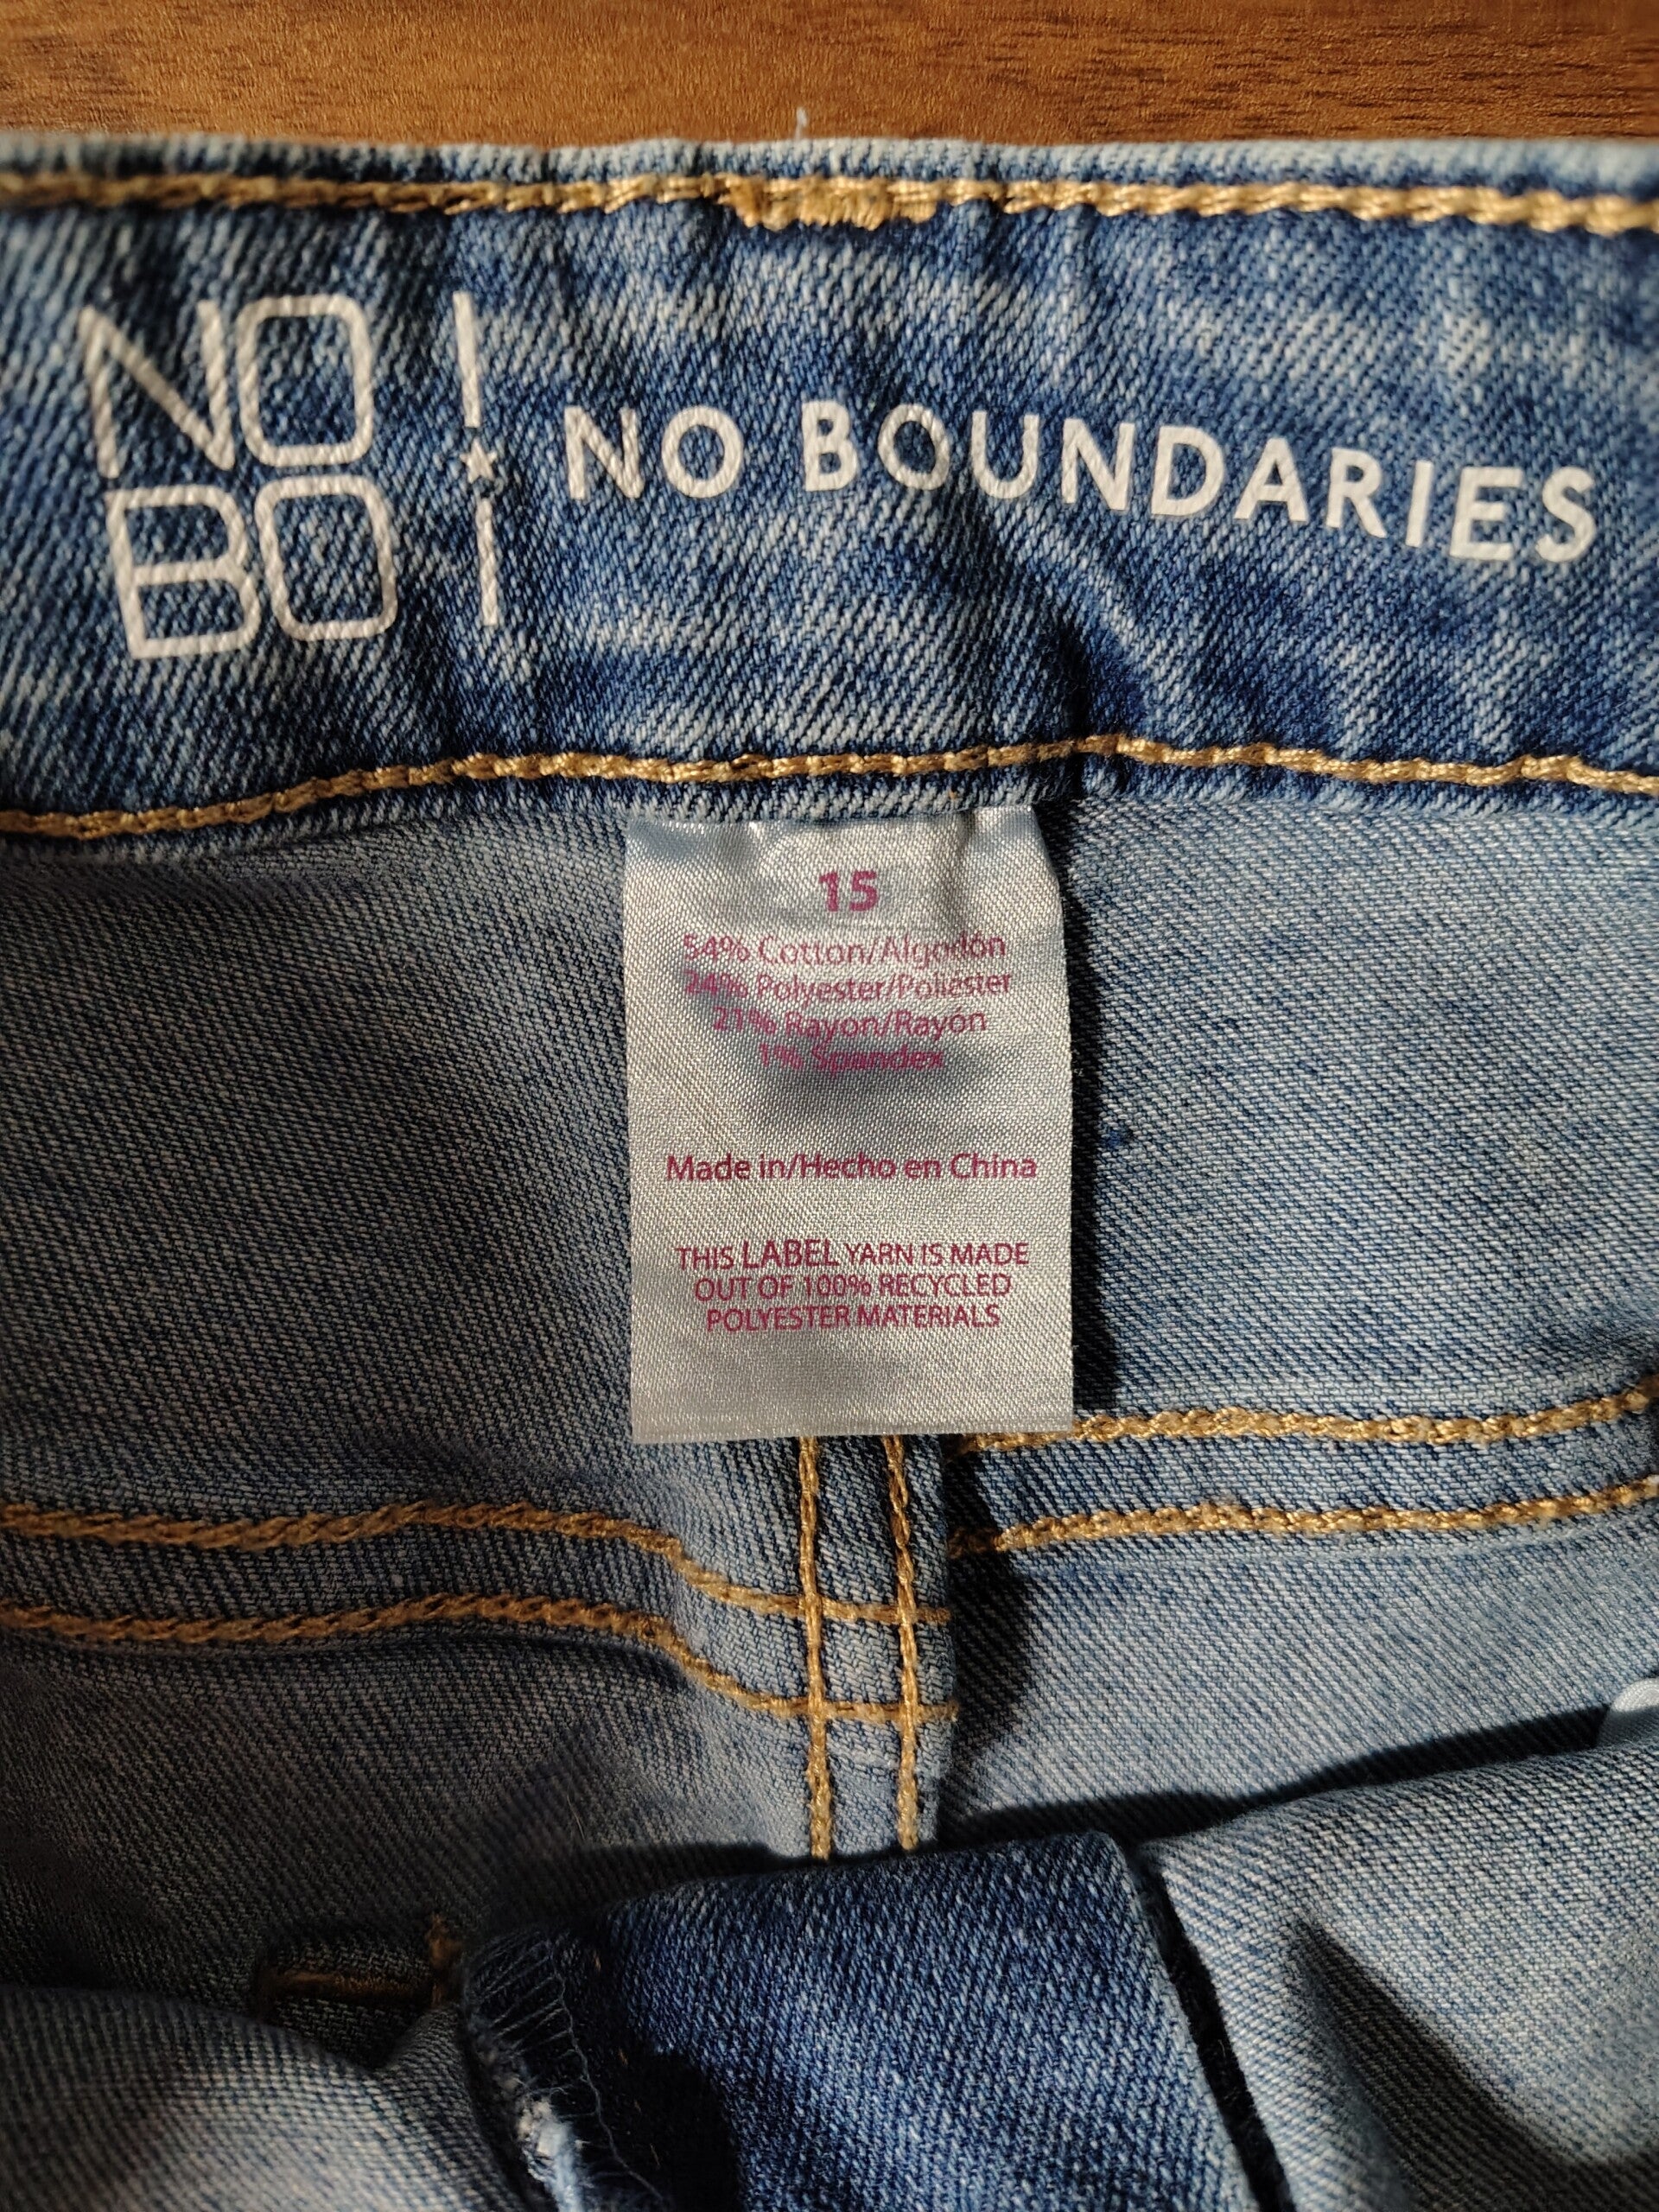 NO
BO
NO BOUNDARIES
15
54% Cotton/Algodón
24% Polyester/Poliéster
21% Rayon/Rayón
1% Spandex
Made in/Hecho en China
THIS LABEL YARN IS MADE
OUT OF 100% RECYCLED
POLYESTER MATERIALS